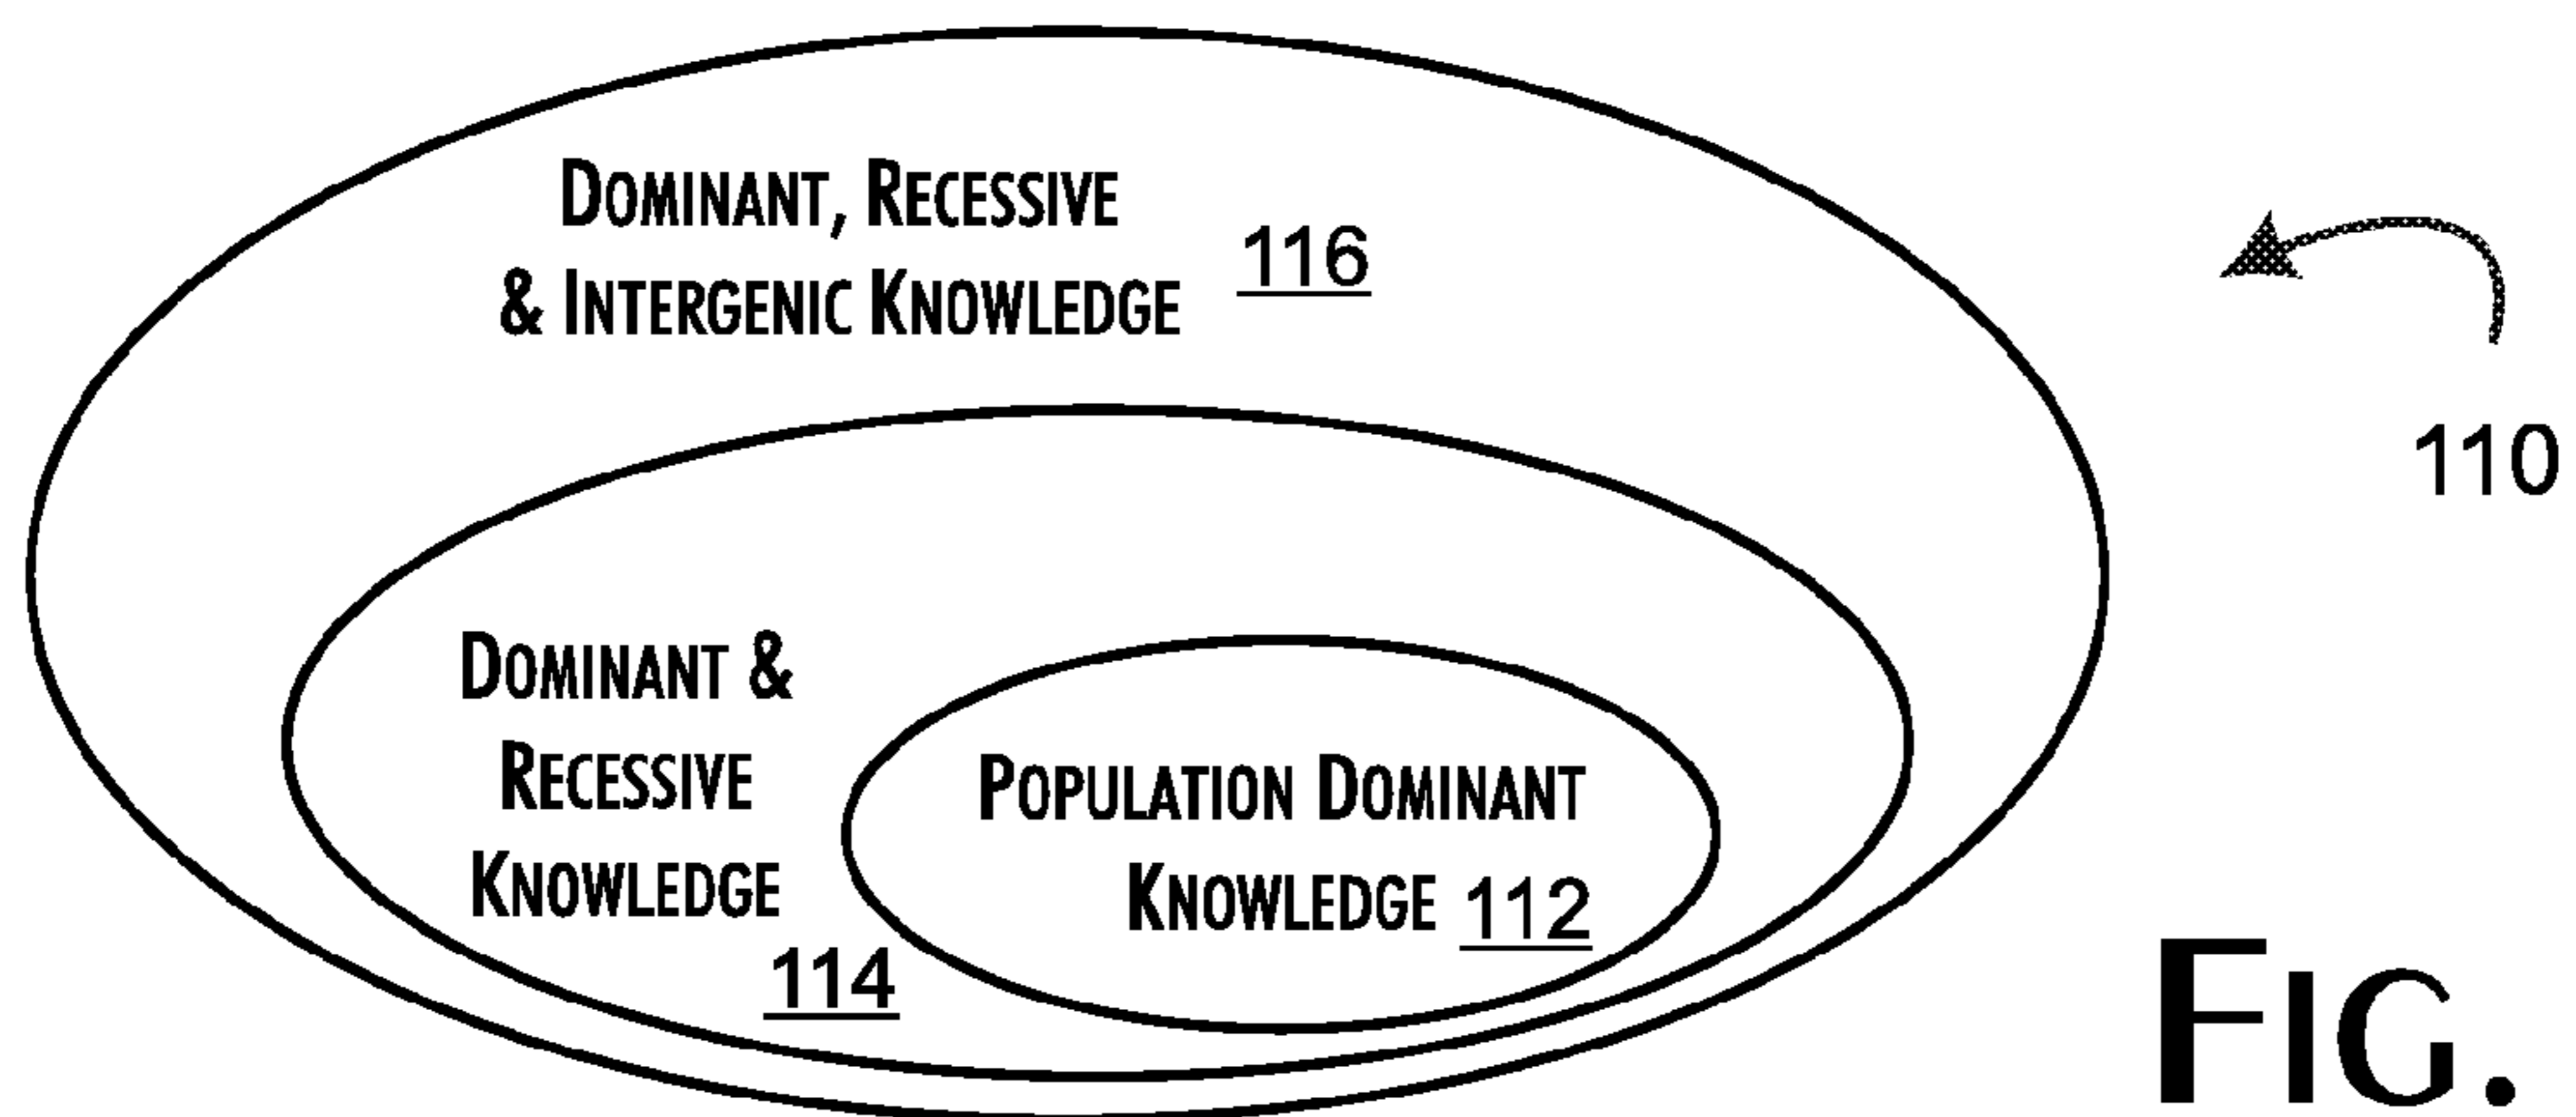 DOMINANT, RECESSIVE
& INTERGENIC KNOWLEDGE 116
110
DOMINANT &
RECESSIVE
KNOWLEDGE
114
POPULATION DOMINANT
KNOWLEDGE 112
FIG.